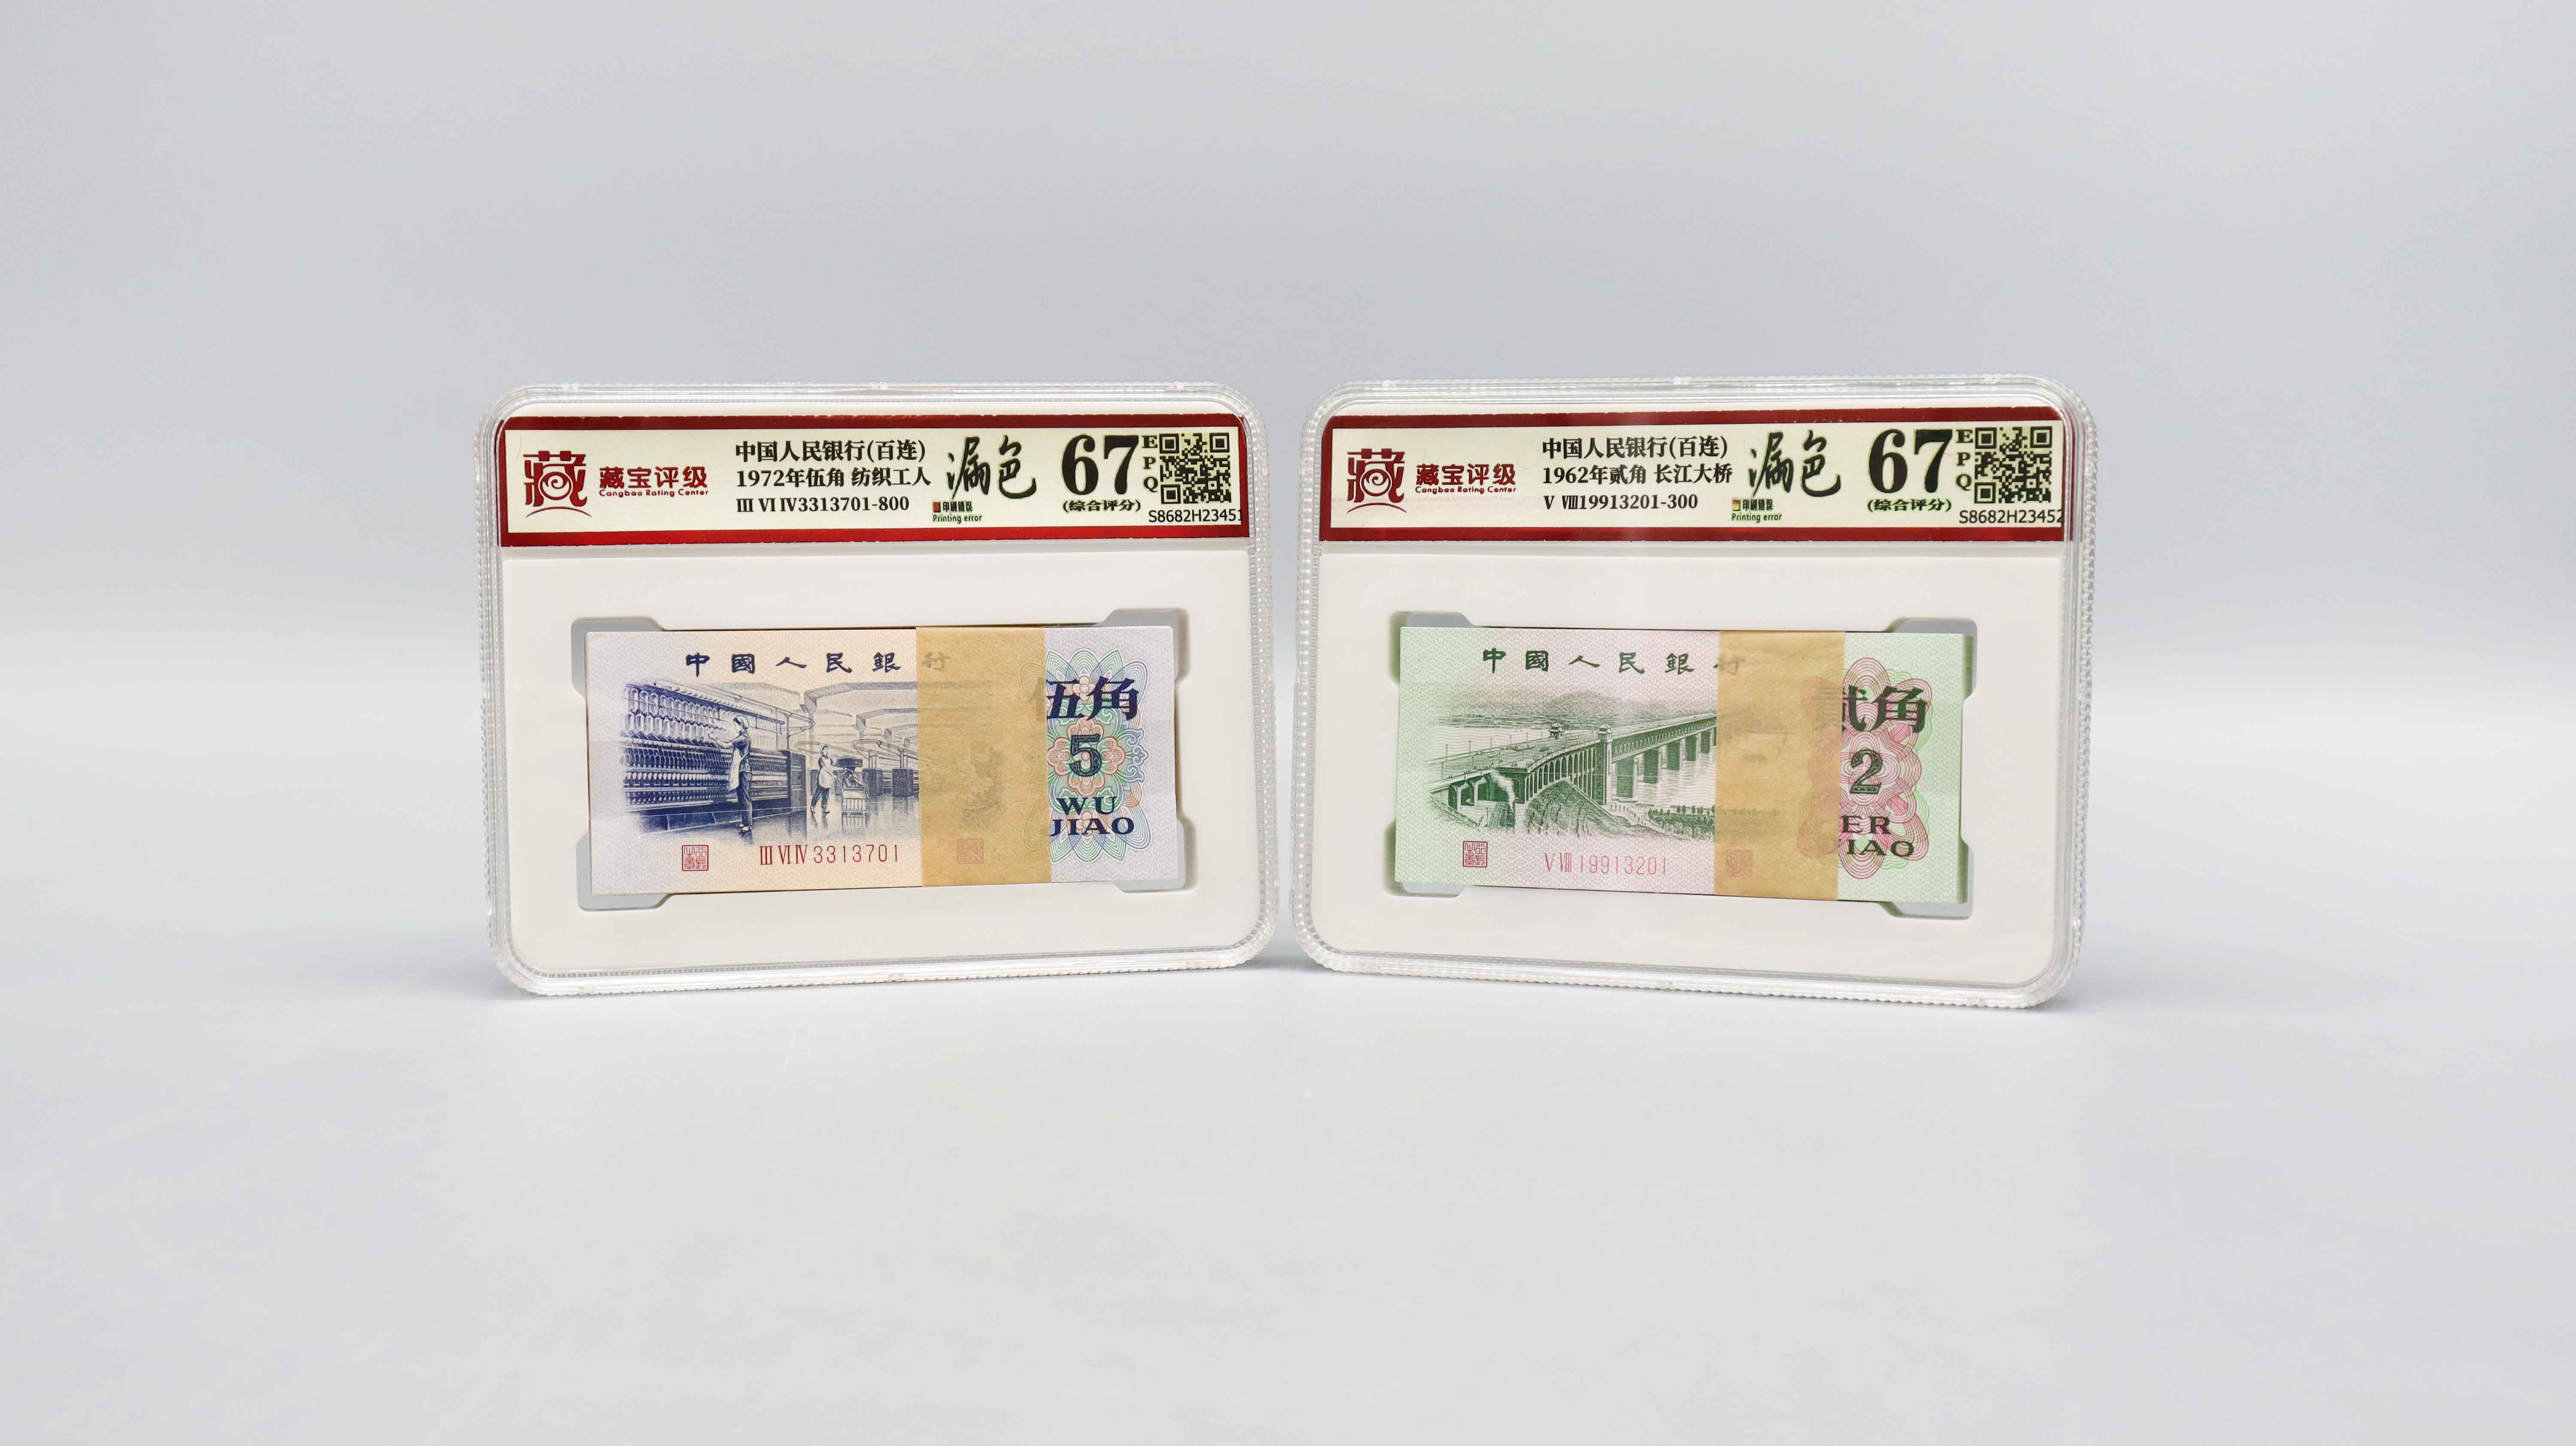 藏
藏宝评级
Cangbao Rating Center
中国人民银行(百连)
1972年伍角 纺织工人
Ⅲ Ⅵ Ⅳ3313701-800
漏色
印刷错误
Printing error
67
EPQ
(综合评分)
S8682H23451
中國人民銀行
伍角
5
WU
JIAO
Ⅲ Ⅵ Ⅳ 3313701
藏
藏宝评级
Cangbao Rating Center
中国人民银行(百连)
1962年贰角 长江大桥
Ⅴ Ⅷ19913201-300
漏色
印刷错误
Printing error
67
EPQ
(综合评分)
S8682H23452
中國人民銀行
貳角
2
ER
JIAO
Ⅴ Ⅷ 19913201